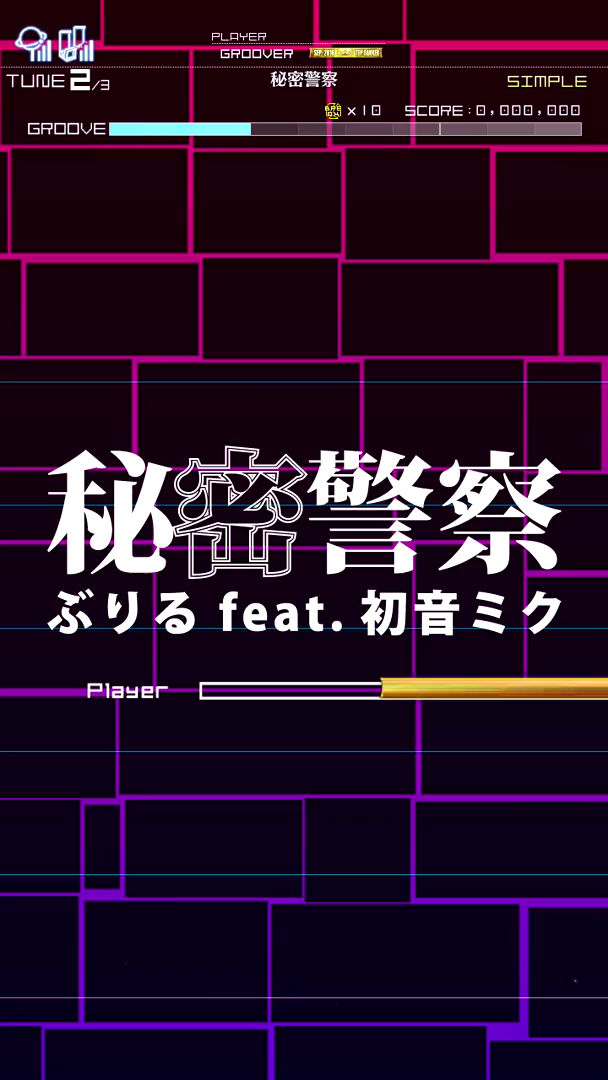 PLAYER
GROOVER
TUNE 2/3
秘密警察
SIMPLE
×10
SCORE:0,000,000
GROOVE
秘密警察
ぶりる feat. 初音ミク
Player